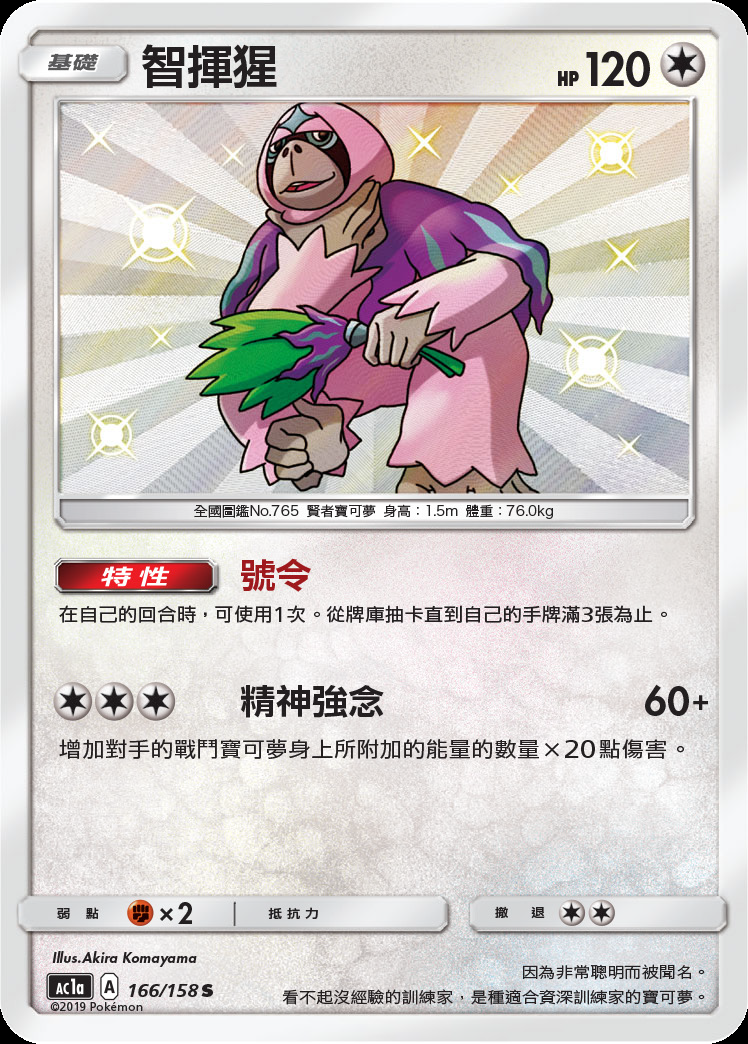 基礎 智揮猩 HP 120
全國圖鑑No.765 賢者寶可夢 身高：1.5m 體重：76.0kg
特性 號令
在自己的回合時，可使用1次。從牌庫抽卡直到自己的手牌滿3張為止。
精神強念 60+
增加對手的戰鬥寶可夢身上所附加的能量的數量×20點傷害。
弱點 ×2 抵抗力 撤退
Illus.Akira Komayama
因為非常聰明而被聞名。
AC1a A 166/158 S
看不起沒經驗的訓練家，是種適合資深訓練家的寶可夢。
©2019 Pokémon